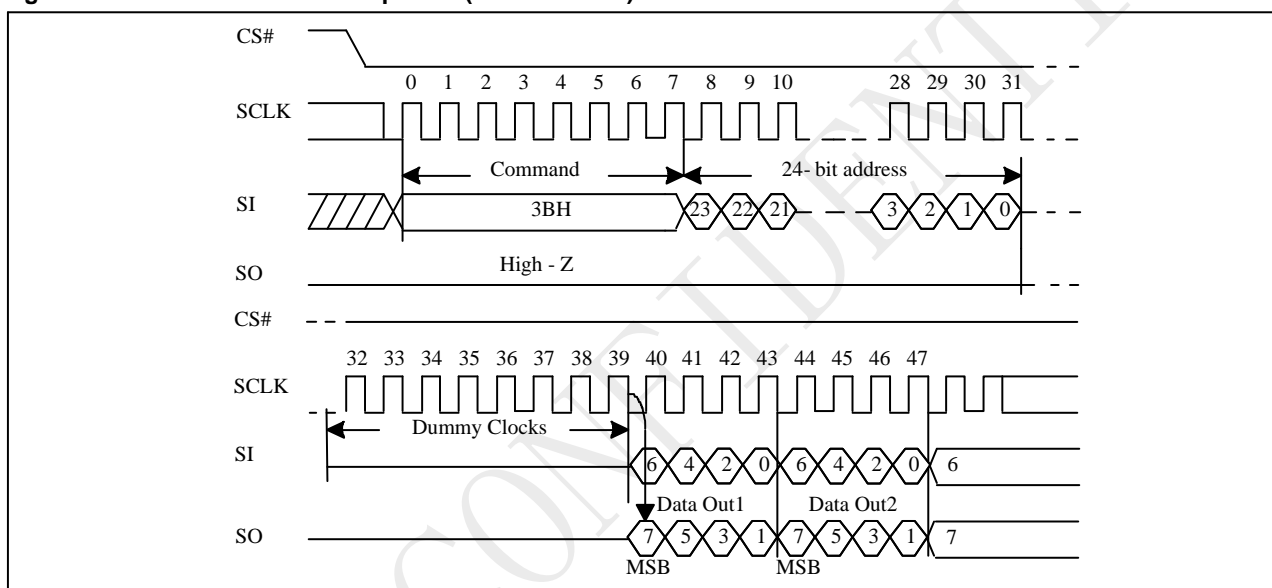 CS#
0 1 2 3 4 5 6 7 8 9 10 28 29 30 31
SCLK
Command 24- bit address
SI 3BH 23 22 21 3 2 1 0
High - Z
SO
CS#
32 33 34 35 36 37 38 39 40 41 42 43 44 45 46 47
SCLK
Dummy Clocks
SI 6 4 2 0 6 4 2 0 6
Data Out1 Data Out2
SO 7 5 3 1 7 5 3 1 7
MSB MSB